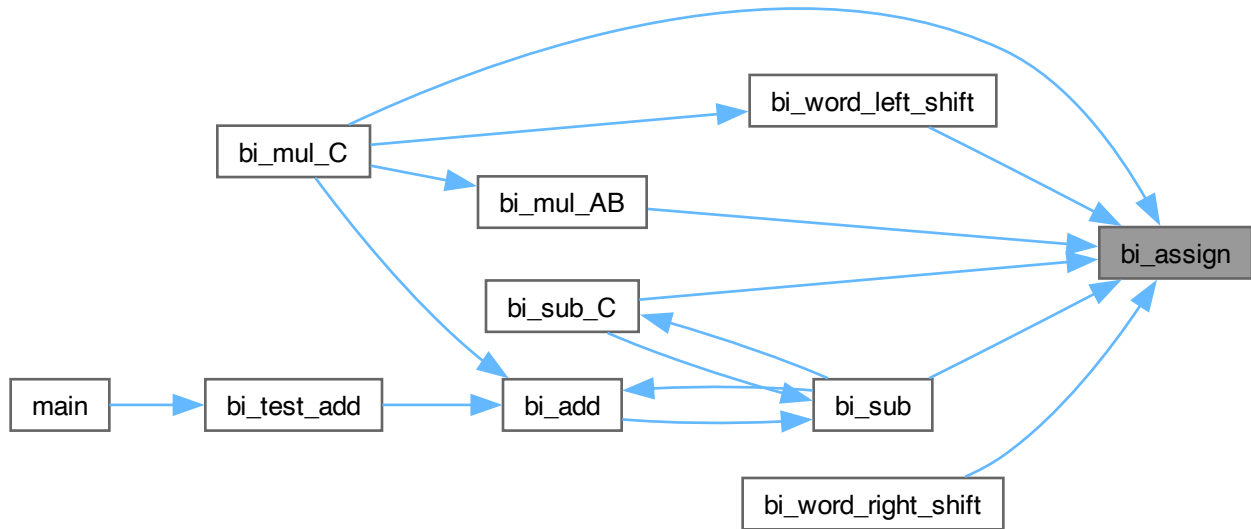 bi_word_left_shift
bi_mul_C
bi_mul_AB
bi_assign
bi_sub_C
main
bi_test_add
bi_add
bi_sub
bi_word_right_shift